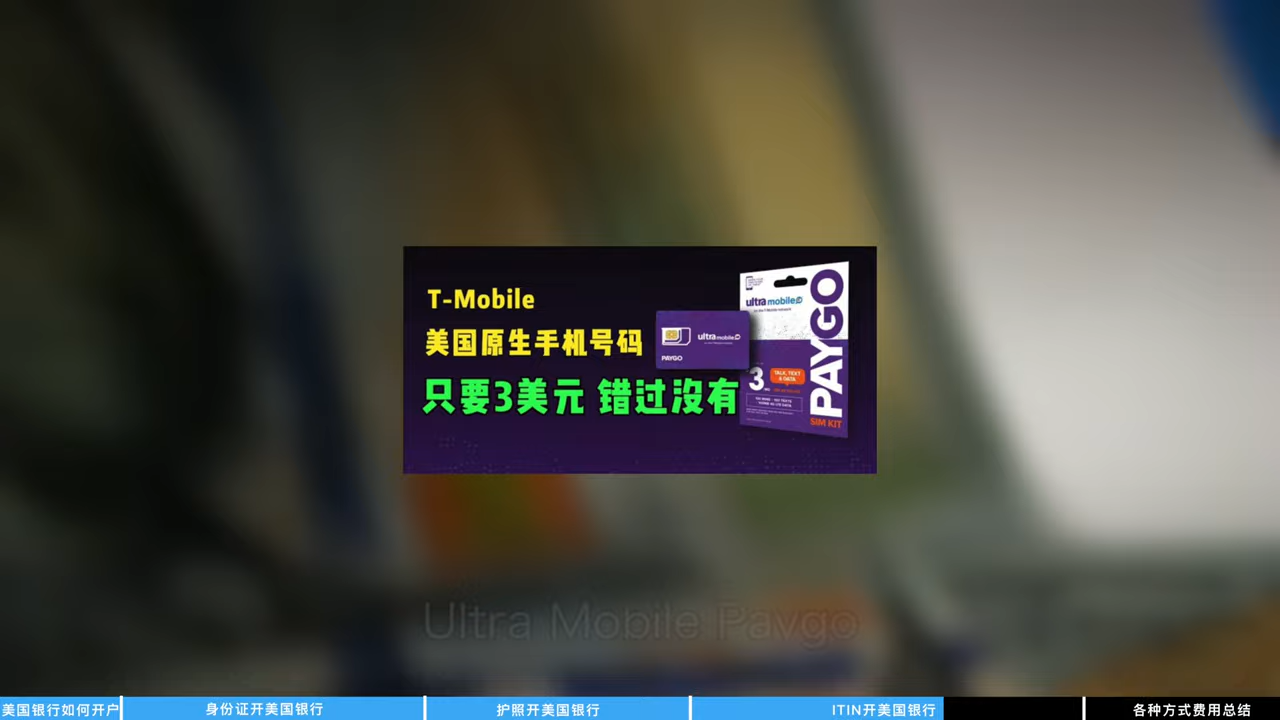 T-Mobile
美国原生手机号码
只要3美元 错过没有
ultra mobile
PAYGO
ultra mobile
3
TALK, TEXT
& DATA
PAYGO
SIM KIT
Ultra Mobile Paygo
美国银行如何开户
身份证开美国银行
护照开美国银行
ITIN开美国银行
各种方式费用总结